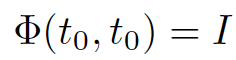 Φ(t₀, t₀) = I